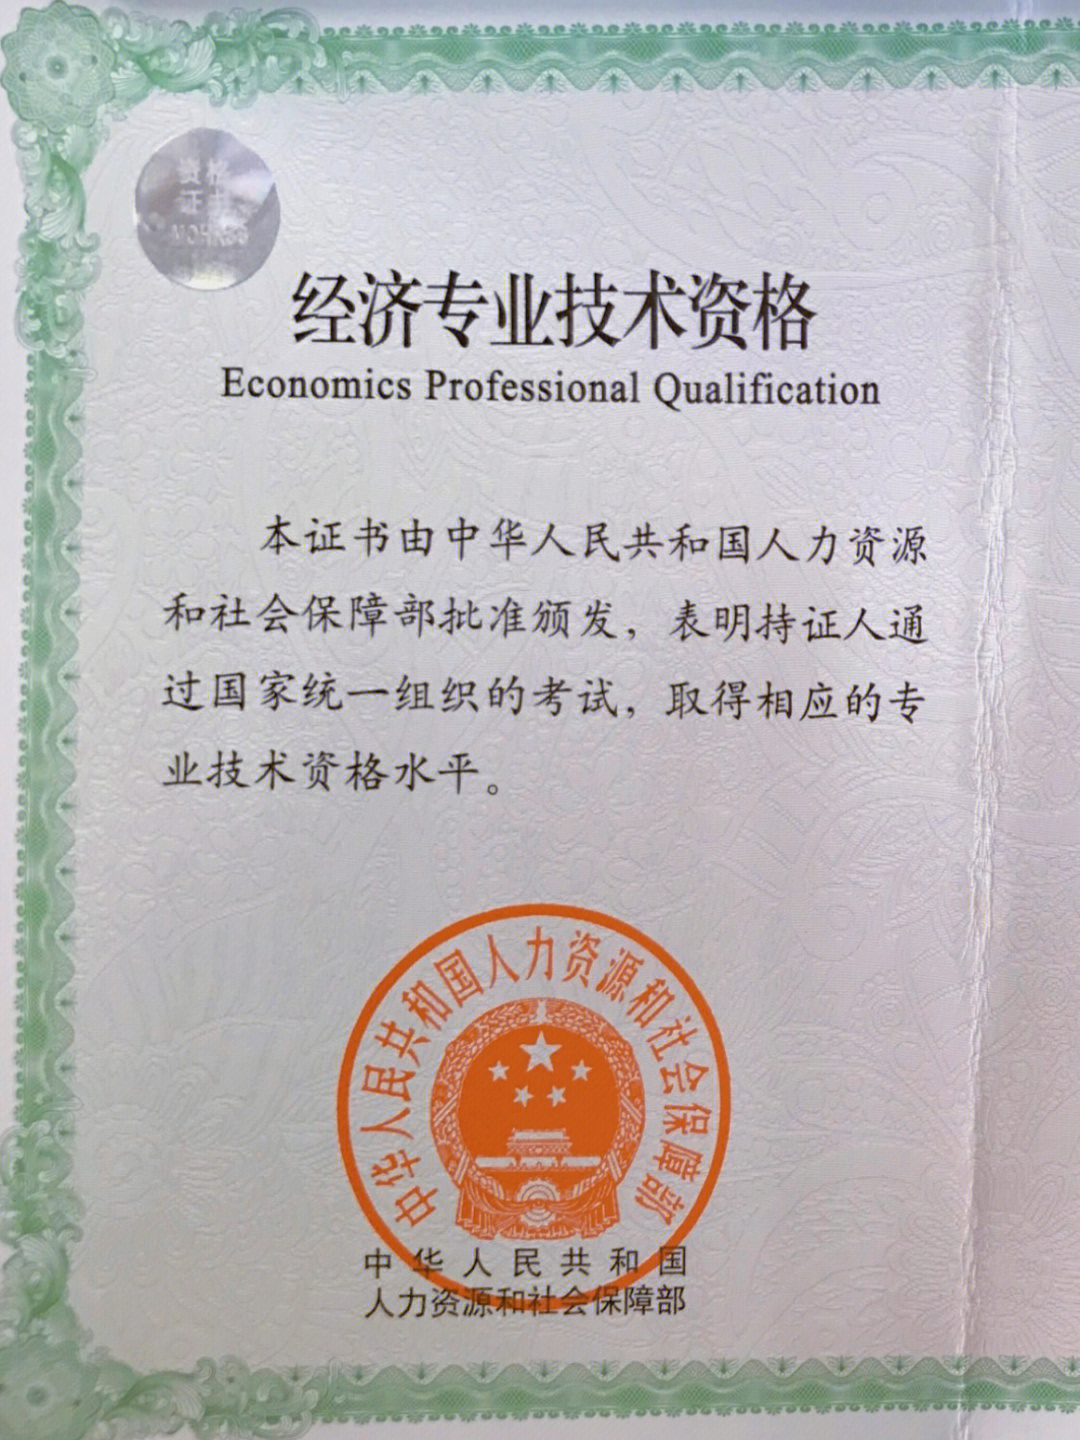 资格
证书
MOHRSS
经济专业技术资格
Economics Professional Qualification
本证书由中华人民共和国人力资源
和社会保障部批准颁发，表明持证人通
过国家统一组织的考试，取得相应的专
业技术资格水平。
中华人民共和国人力资源和社会保障部
中华人民共和国
人力资源和社会保障部